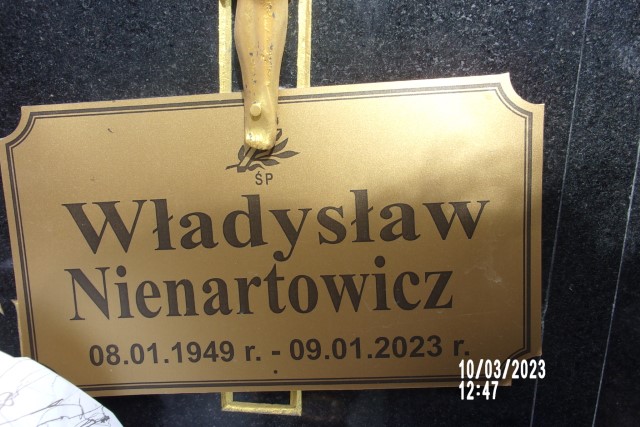 ŚP
Władysław
Nienartowicz
08.01.1949 r. - 09.01.2023 r.
10/03/2023
12:47